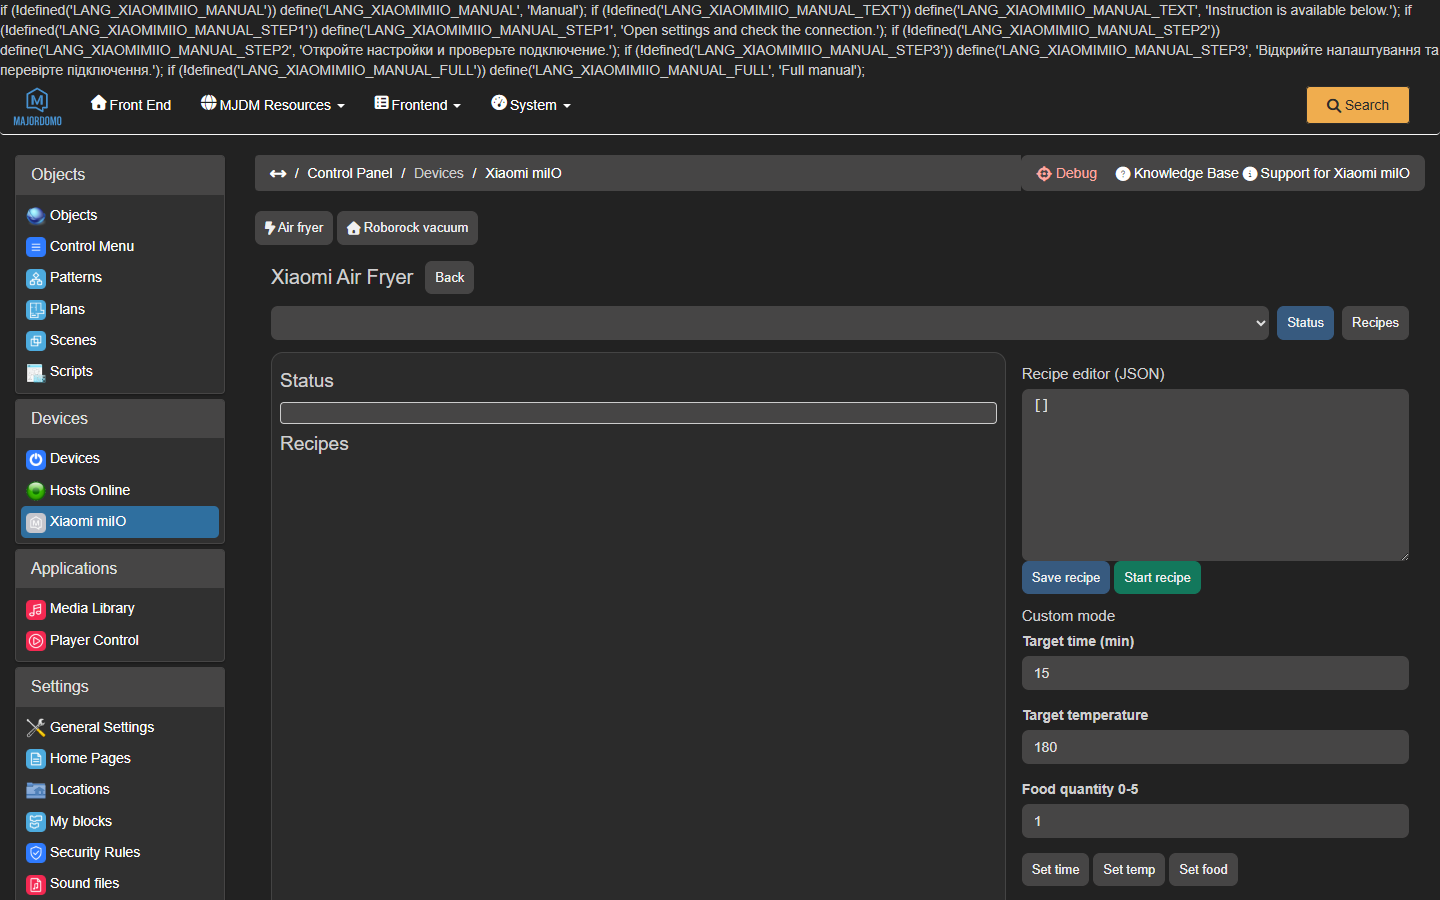 if (!defined('LANG_XIAOMIMIIO_MANUAL')) define('LANG_XIAOMIMIIO_MANUAL', 'Manual'); if (!defined('LANG_XIAOMIMIIO_MANUAL_TEXT')) define('LANG_XIAOMIMIIO_MANUAL_TEXT', 'Instruction is available below.'); if
(!defined('LANG_XIAOMIMIIO_MANUAL_STEP1')) define('LANG_XIAOMIMIIO_MANUAL_STEP1', 'Open settings and check the connection.'); if (!defined('LANG_XIAOMIMIIO_MANUAL_STEP2'))
define('LANG_XIAOMIMIIO_MANUAL_STEP2', 'Откройте настройки и проверьте подключение.'); if (!defined('LANG_XIAOMIMIIO_MANUAL_STEP3')) define('LANG_XIAOMIMIIO_MANUAL_STEP3', 'Відкрийте налаштування та
перевірте підключення.'); if (!defined('LANG_XIAOMIMIIO_MANUAL_FULL')) define('LANG_XIAOMIMIIO_MANUAL_FULL', 'Full manual');
MAJORDOMO
Front End
MJDM Resources
Frontend
System
Search
Objects
Objects
Control Menu
Patterns
Plans
Scenes
Scripts
Devices
Devices
Hosts Online
Xiaomi miIO
Applications
Media Library
Player Control
Settings
General Settings
Home Pages
Locations
My blocks
Security Rules
Sound files
/ Control Panel / Devices / Xiaomi miIO
Debug
Knowledge Base
Support for Xiaomi miIO
Air fryer
Roborock vacuum
Xiaomi Air Fryer
Back
Status
Recipes
Status
Recipes
Recipe editor (JSON)
[]
Save recipe
Start recipe
Custom mode
Target time (min)
15
Target temperature
180
Food quantity 0-5
1
Set time
Set temp
Set food